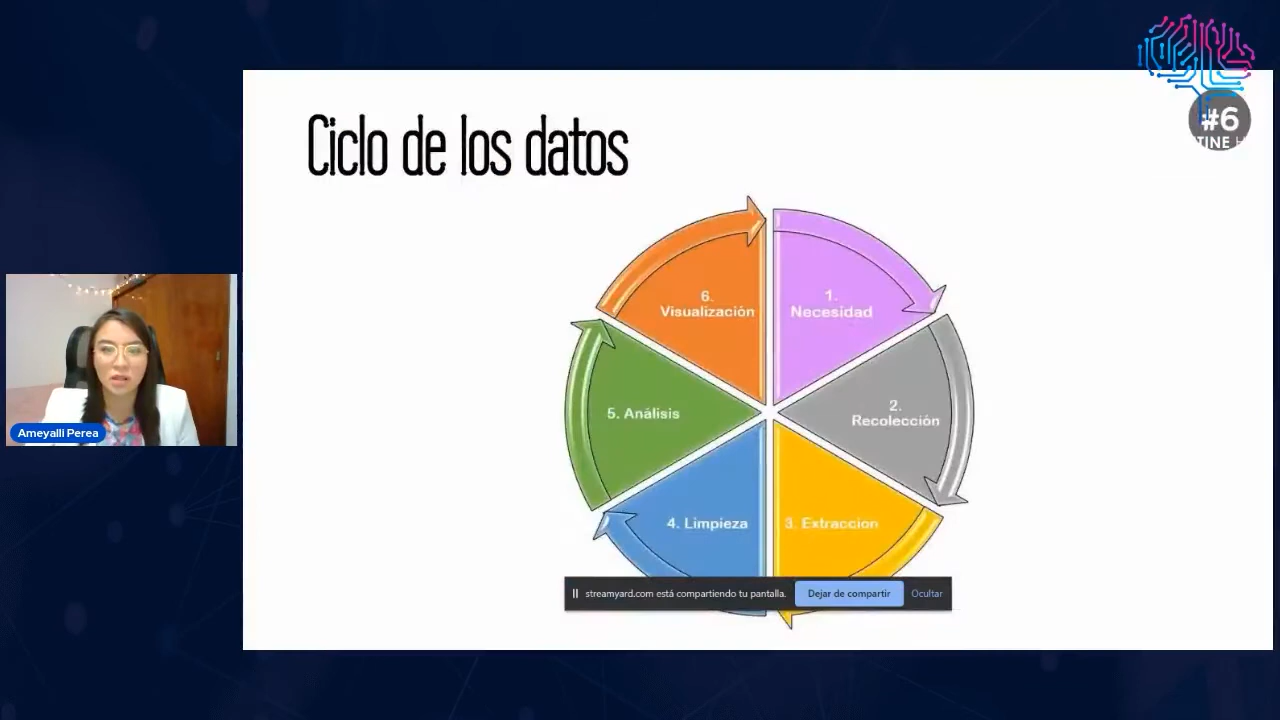 #6
TINE H
Ciclo de los datos
6.
Visualización
1.
Necesidad
5. Análisis
2.
Recolección
4. Limpieza
3. Extraccion
streamyard.com está compartiendo tu pantalla.
Dejar de compartir
Ocultar
Ameyalli Perea